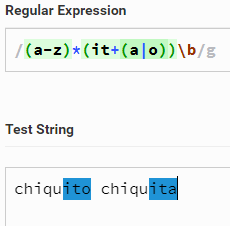 Regular Expression
/(a-z)*(it+(a|o))\b/g
Test String
chiquito chiquita